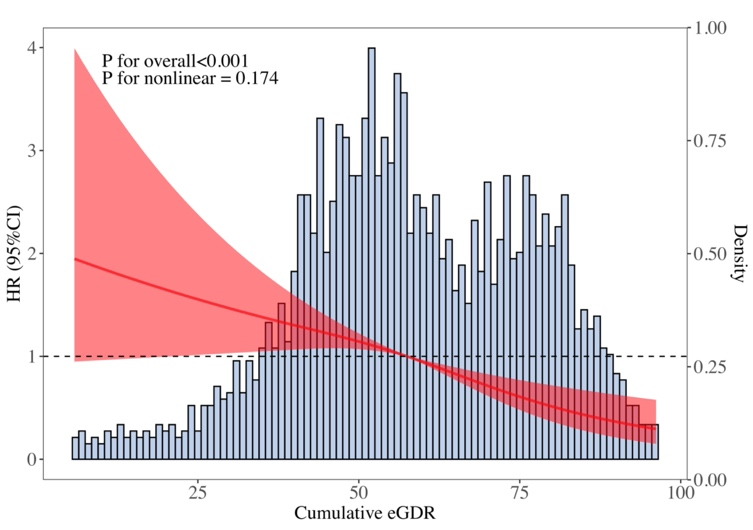 P for overall<0.001
P for nonlinear = 0.174
HR (95%CI)
4
3
2
1
0
1.00
0.75
0.50
0.25
0.00
Density
25
50
75
100
Cumulative eGDR